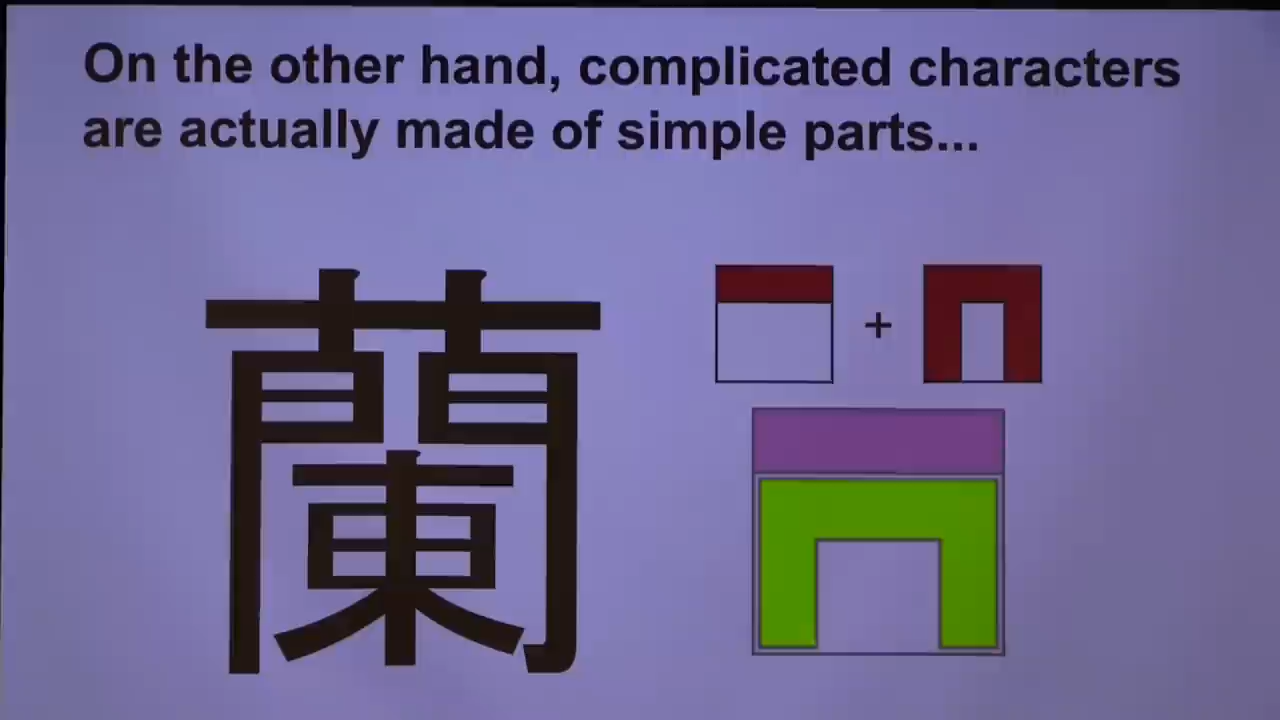 On the other hand, complicated characters
are actually made of simple parts...
蘭
+